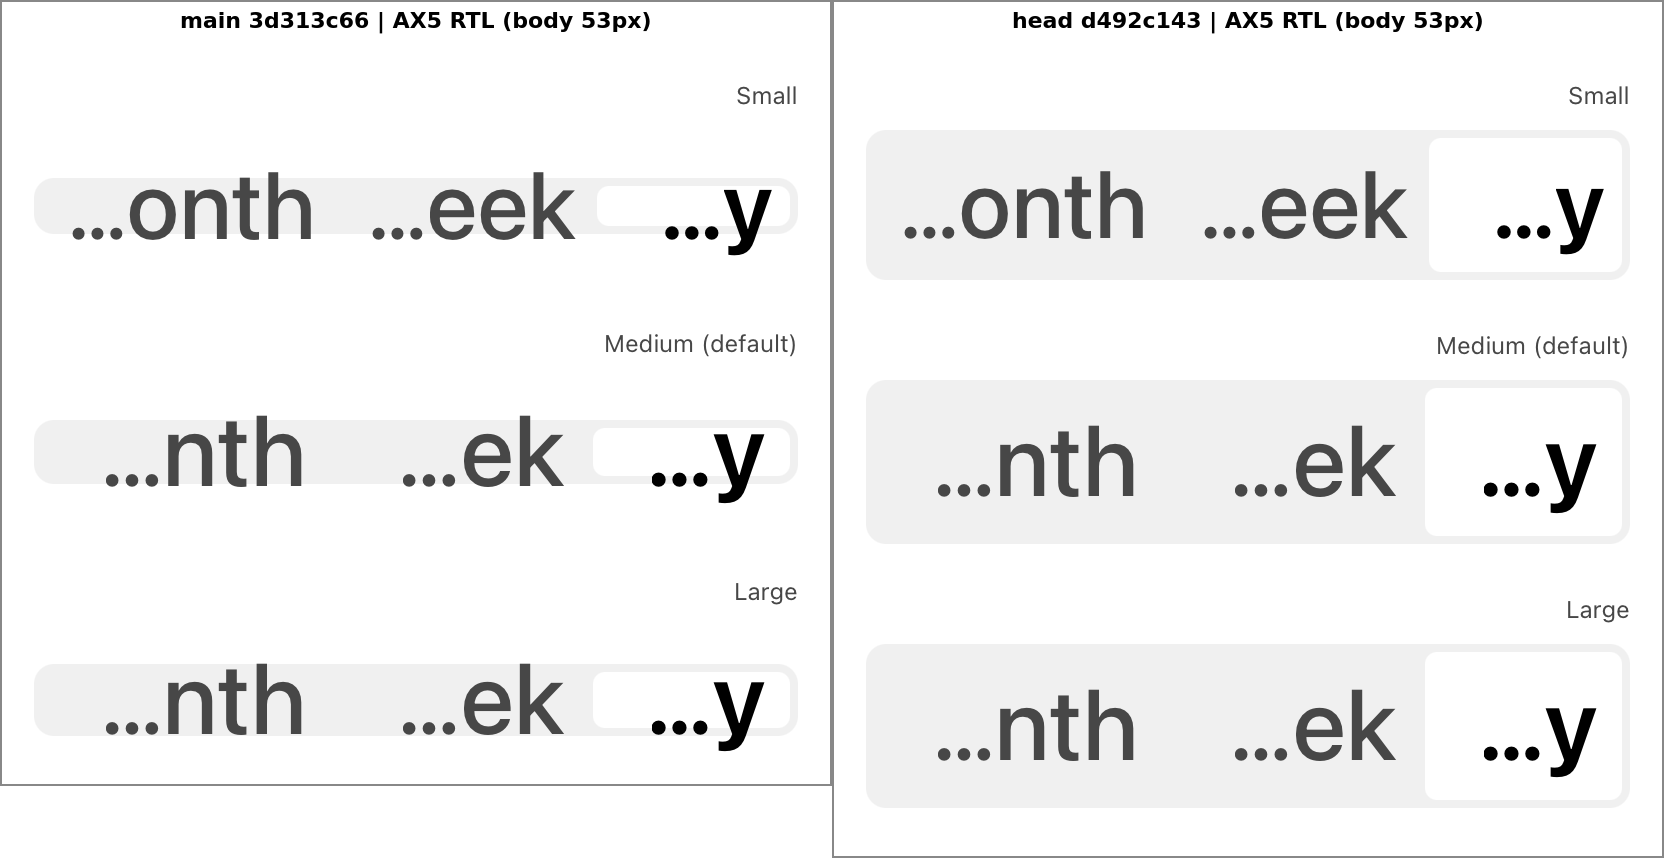 main 3d313c66 | AX5 RTL (body 53px)
Small
...onth ...eek ...y
Medium (default)
...nth ...ek ...y
Large
...nth ...ek ...y
head d492c143 | AX5 RTL (body 53px)
Small
...onth ...eek ...y
Medium (default)
...nth ...ek ...y
Large
...nth ...ek ...y